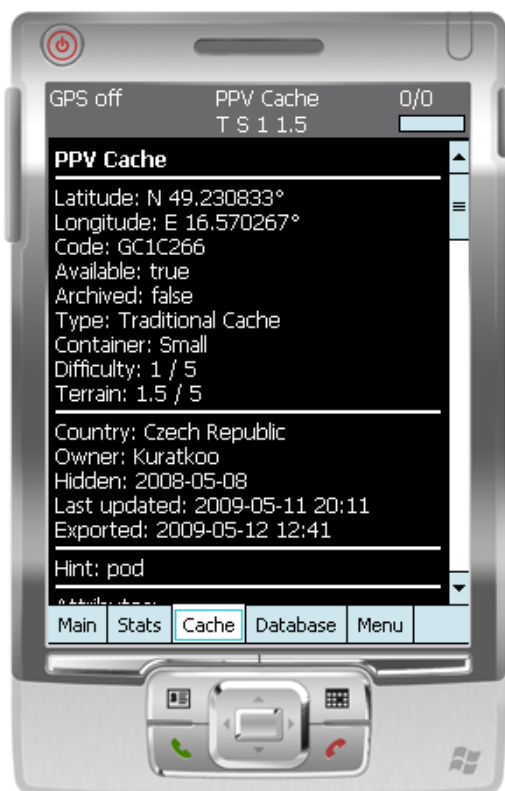 GPS off PPV Cache 0/0
T S 1 1.5
PPV Cache
Latitude: N 49.230833°
Longitude: E 16.570267°
Code: GC1C266
Available: true
Archived: false
Type: Traditional Cache
Container: Small
Difficulty: 1 / 5
Terrain: 1.5 / 5
Country: Czech Republic
Owner: Kuratkoo
Hidden: 2008-05-08
Last updated: 2009-05-11 20:11
Exported: 2009-05-12 12:41
Hint: pod
Main Stats Cache Database Menu